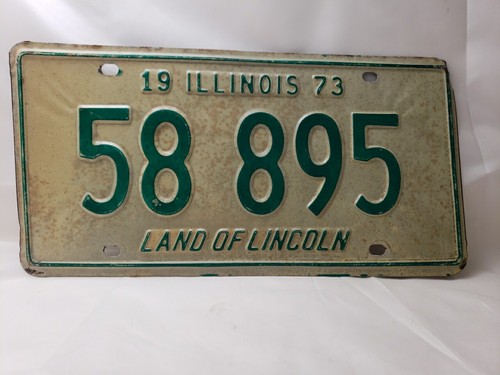 19 ILLINOIS 73
58 895
LAND OF LINCOLN